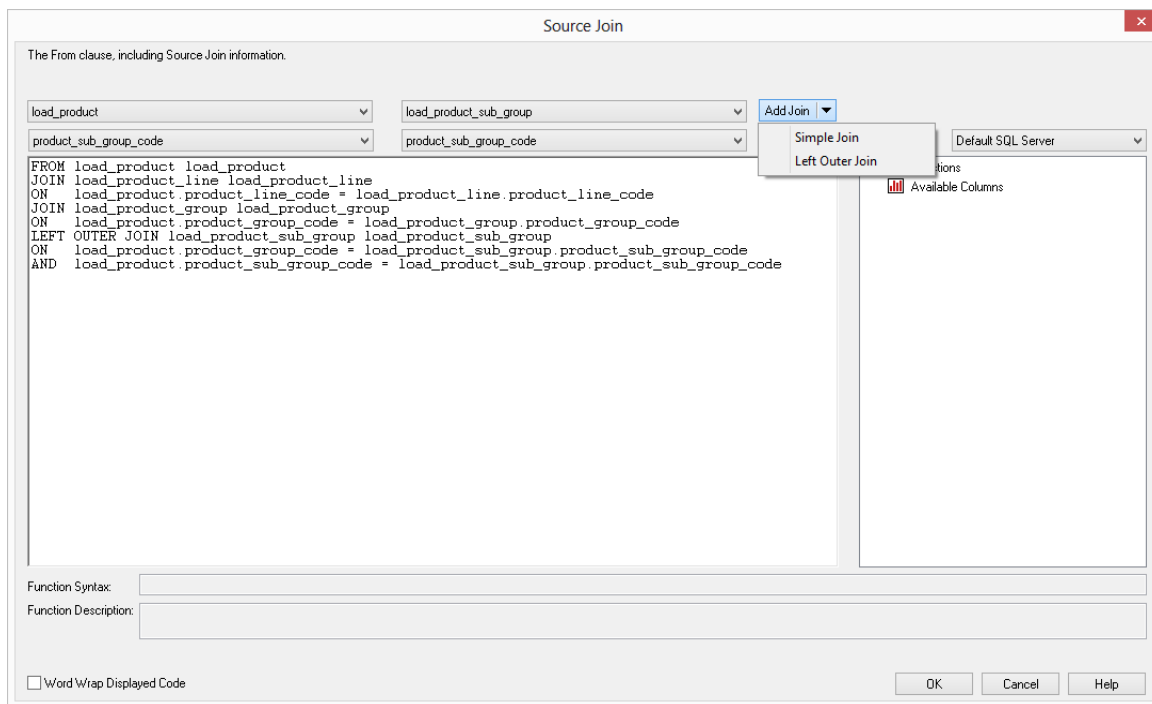 Source Join
The From clause, including Source Join information.
load_product load_product_sub_group Add Join
product_sub_group_code product_sub_group_code Simple Join Default SQL Server
Left Outer Join
FROM load_product load_product
JOIN load_product_line load_product_line
ON load_product.product_line_code = load_product_line.product_line_code
JOIN load_product_group load_product_group
ON load_product.product_group_code = load_product_group.product_group_code
LEFT OUTER JOIN load_product_sub_group load_product_sub_group
ON load_product.product_group_code = load_product_sub_group.product_group_code
AND load_product.product_sub_group_code = load_product_sub_group.product_sub_group_code
Available Columns
Function Syntax:
Function Description:
Word Wrap Displayed Code
OK Cancel Help